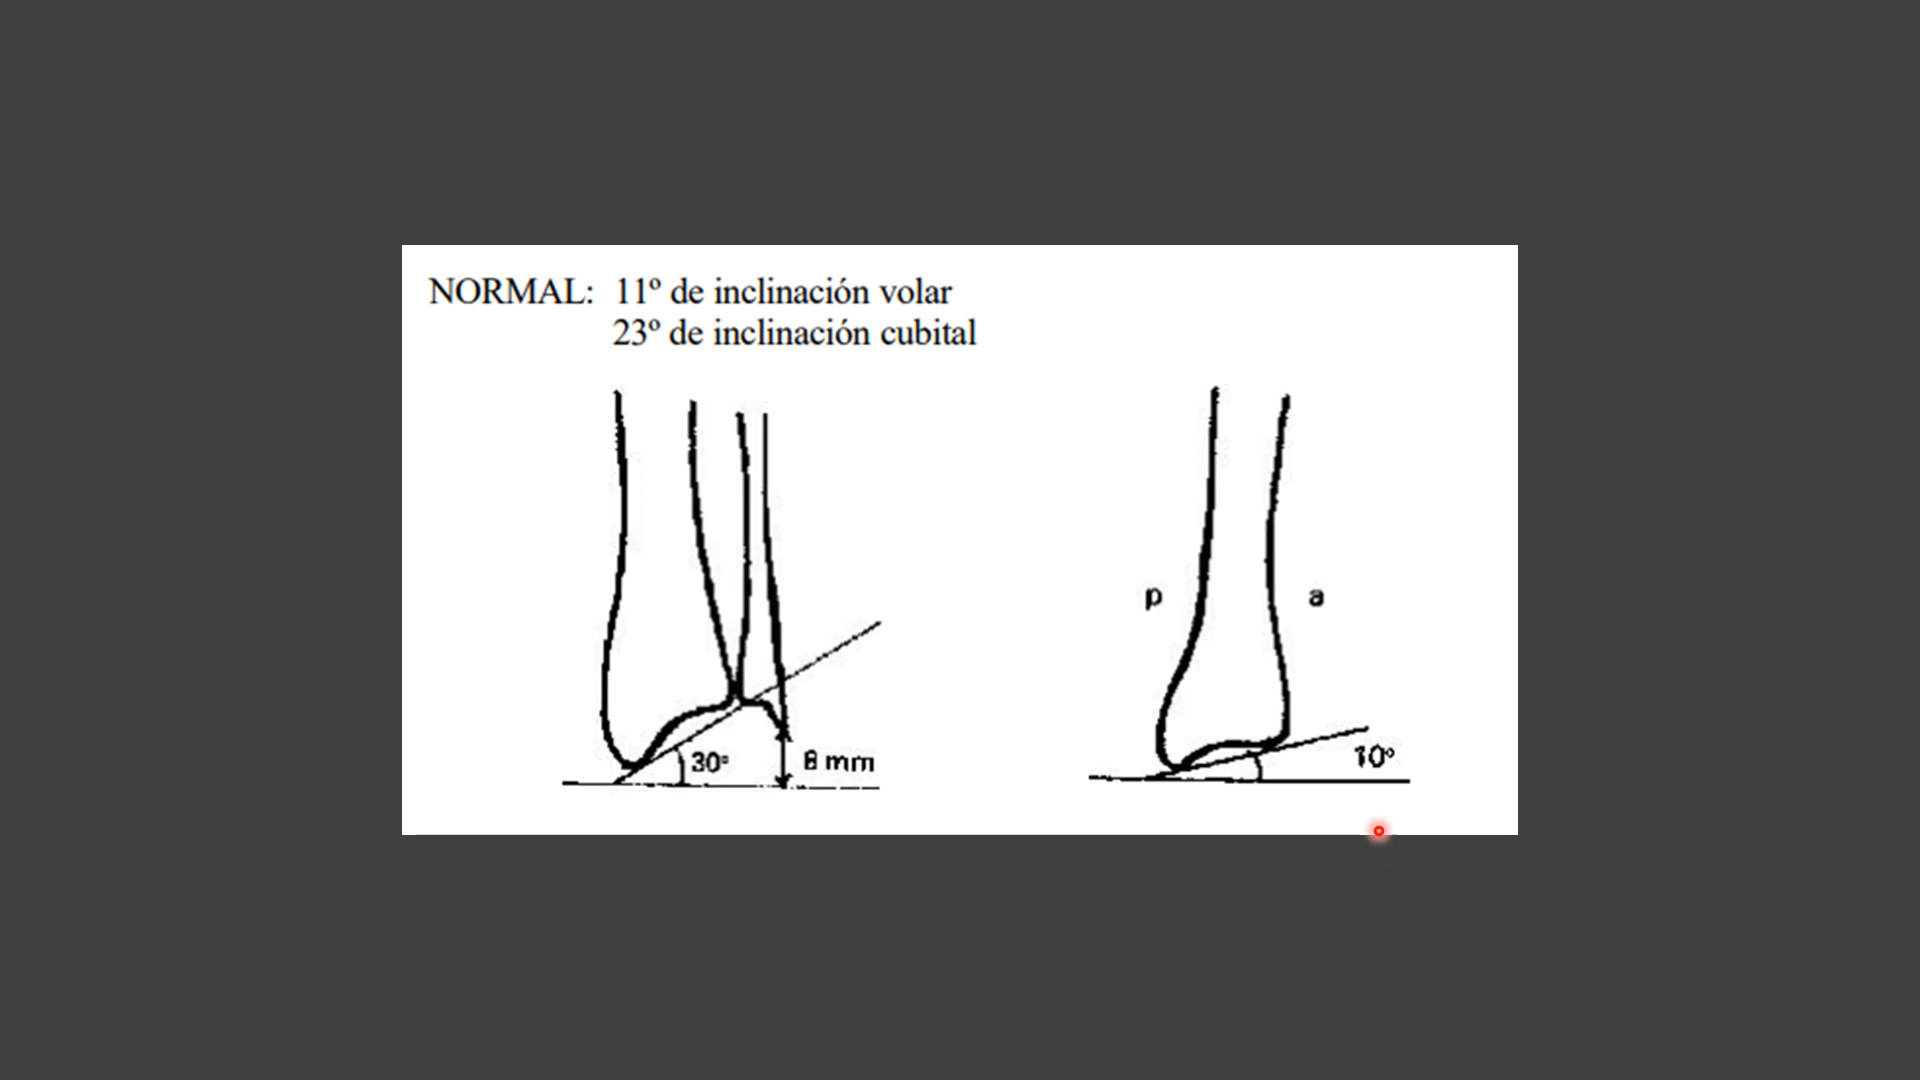 NORMAL: 11º de inclinación volar
23º de inclinación cubital
p
a
30º
8 mm
10º